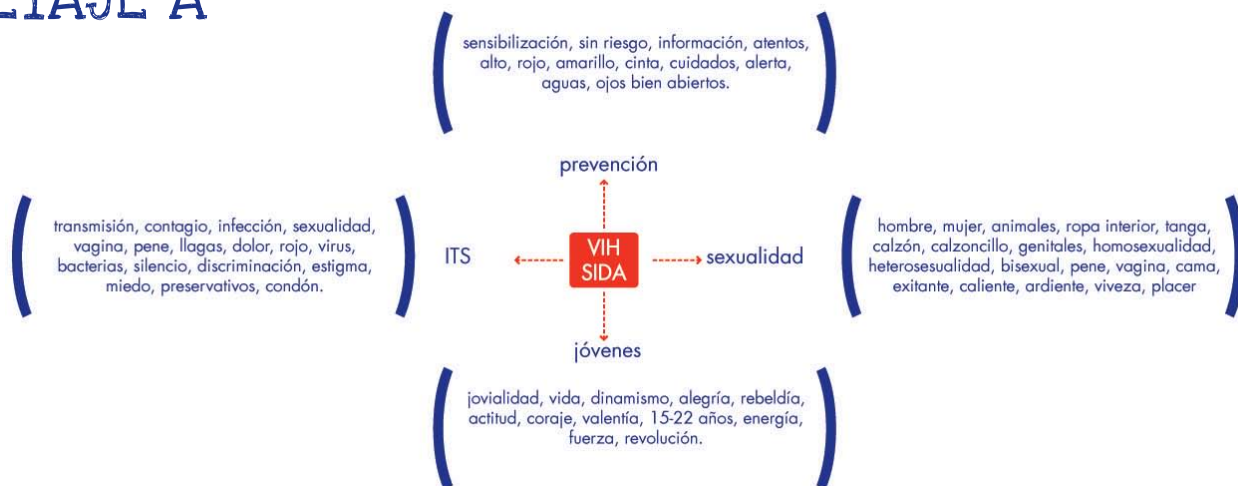 sensibilización, sin riesgo, información, atentos,
alto, rojo, amarillo, cinta, cuidados, alerta,
aguas, ojos bien abiertos.
prevención
transmisión, contagio, infección, sexualidad,
vagina, pene, llagas, dolor, rojo, virus,
bacterias, silencio, discriminación, estigma,
miedo, preservativos, condón.
ITS
VIH
SIDA
sexualidad
hombre, mujer, animales, ropa interior, tanga,
calzón, calzoncillo, genitales, homosexualidad,
heterosesualidad, bisexual, pene, vagina, cama,
exitante, caliente, ardiente, viveza, placer
jóvenes
jovialidad, vida, dinamismo, alegría, rebeldía,
actitud, coraje, valentía, 15-22 años, energía,
fuerza, revolución.